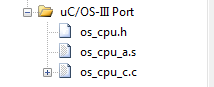 uC/OS-III Port
os_cpu.h
os_cpu_a.s
os_cpu_c.c